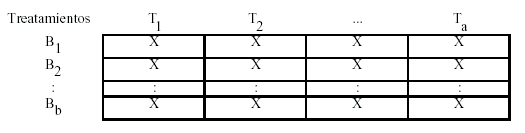 Treatamientos T1 T2 ... Ta
B1 X X X X
B2 X X X X
: : : : :
Bb X X X X